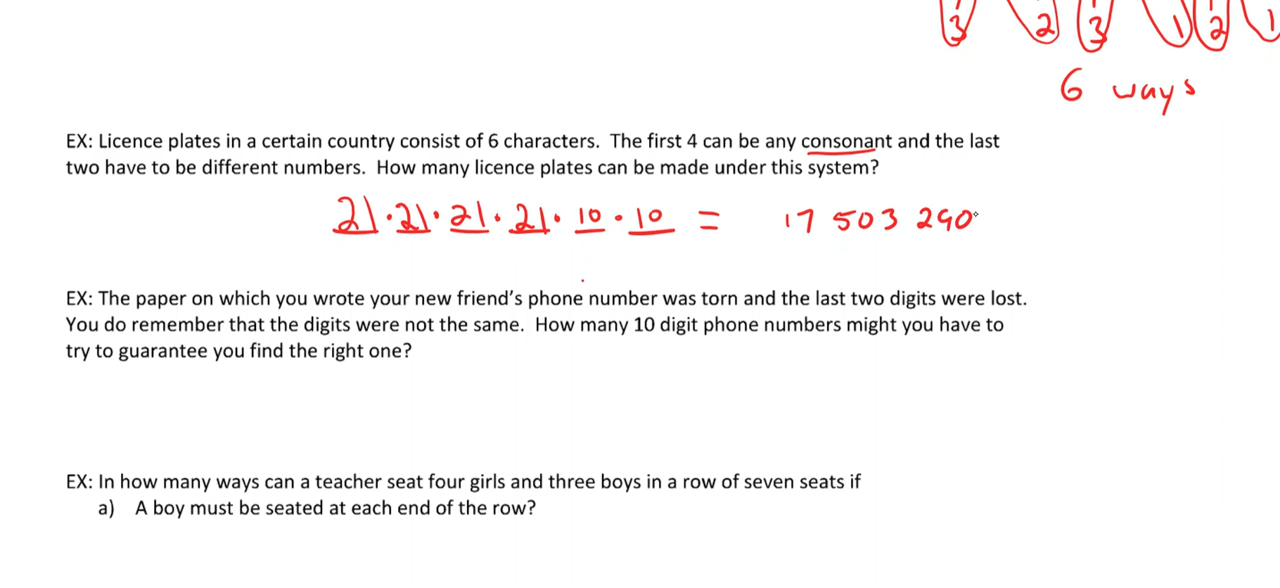 3 2 3 1 2 1
6 ways
EX: Licence plates in a certain country consist of 6 characters.  The first 4 can be any consonant and the last
two have to be different numbers.  How many licence plates can be made under this system?
21·21·21·21·10·10 = 17 503 290
EX: The paper on which you wrote your new friend's phone number was torn and the last two digits were lost.
You do remember that the digits were not the same.  How many 10 digit phone numbers might you have to
try to guarantee you find the right one?
EX: In how many ways can a teacher seat four girls and three boys in a row of seven seats if
a) A boy must be seated at each end of the row?